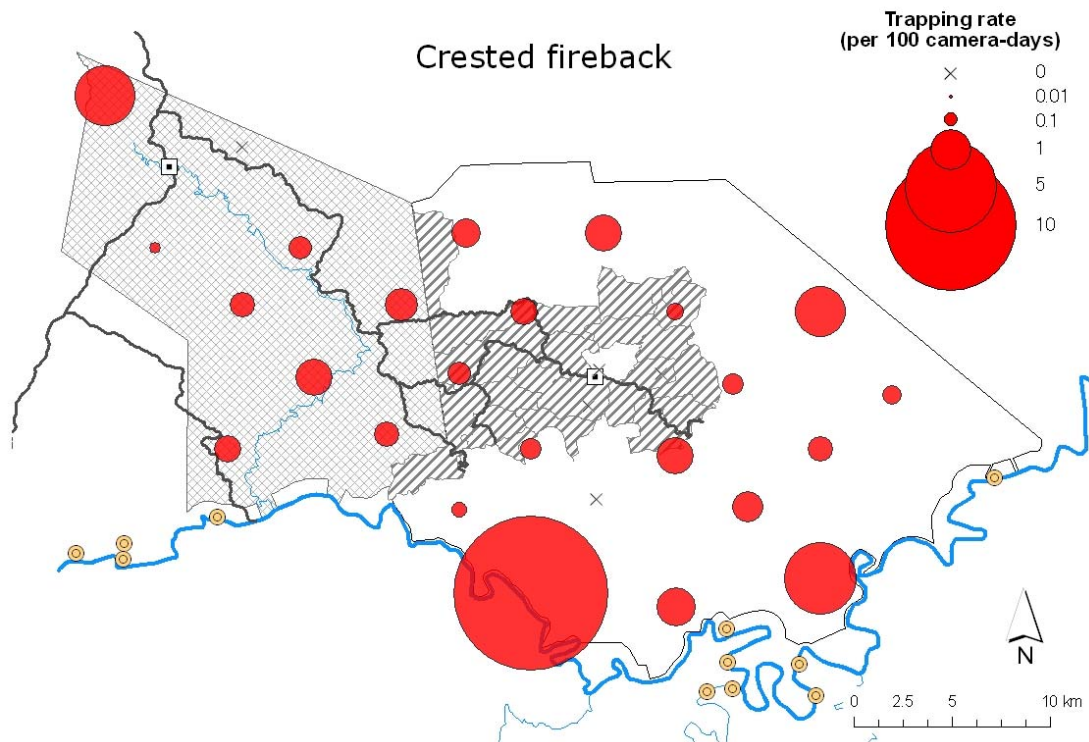 Crested fireback
Trapping rate
(per 100 camera-days)
0
0.01
0.1
1
5
10
N
0 2.5 5 10 km